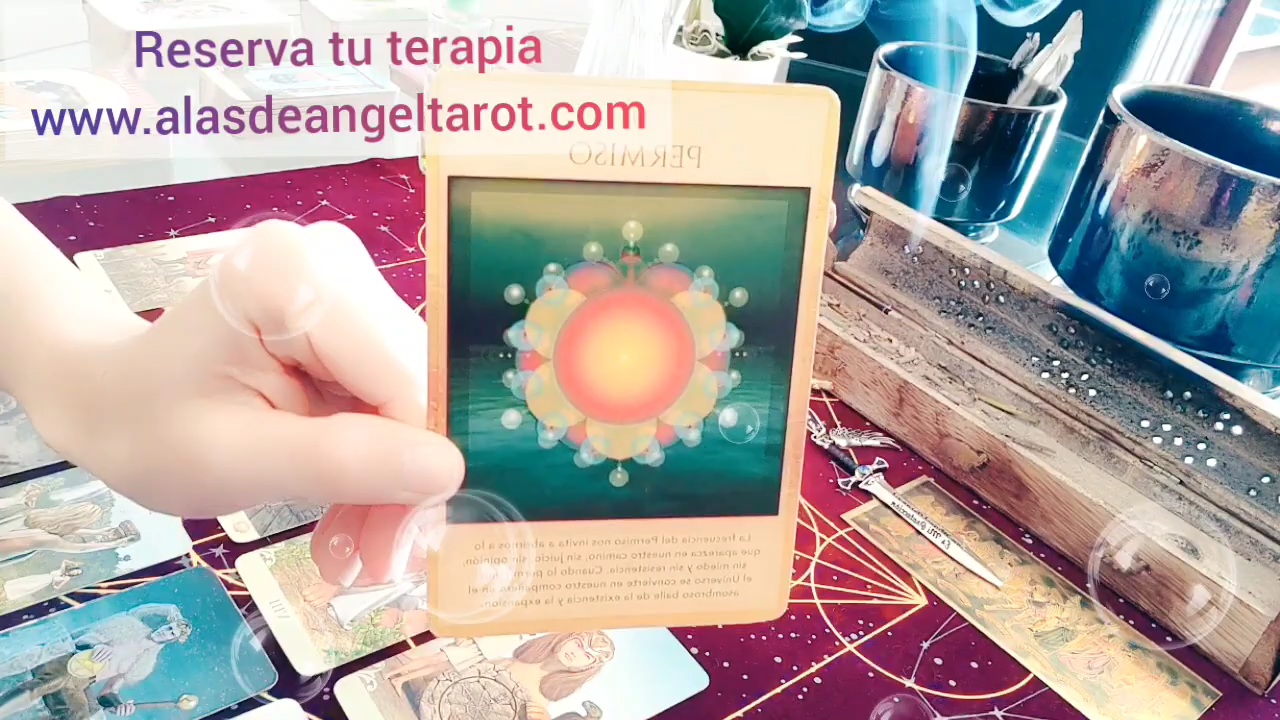 Reserva tu terapia
www.alasdeangeltarot.com
PERMISO
La frecuencia del Permiso nos invita a abrirnos a lo
que aparezca en nuestro camino, sin juicio, sin opinión,
sin miedo y sin resistencia. Cuando lo
el Universo se convierte en nuestro compañero en el
asombroso baile de la existencia y la expansión.
VIII